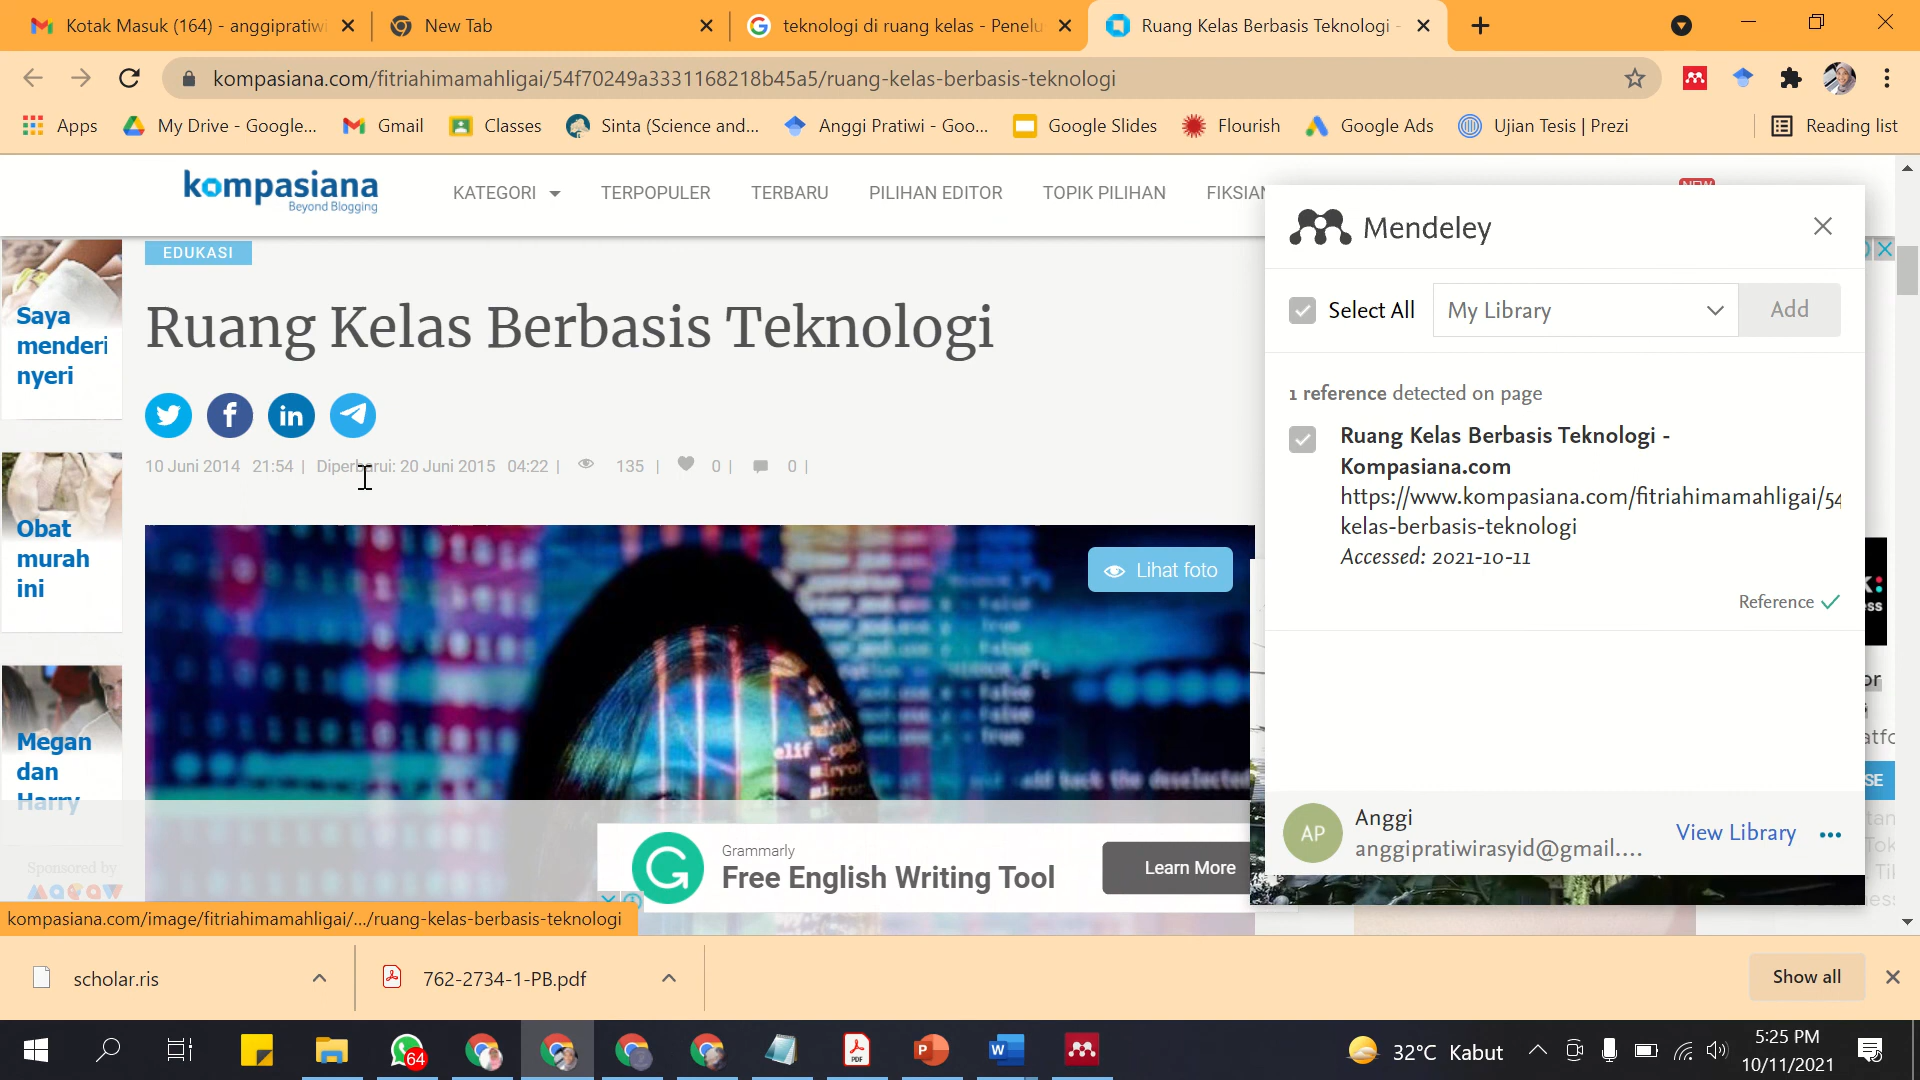 Kotak Masuk (164) - anggipratiwi
New Tab
teknologi di ruang kelas - Penelu
Ruang Kelas Berbasis Teknologi -
kompasiana.com/fitriahimamahligai/54f70249a3331168218b45a5/ruang-kelas-berbasis-teknologi
Apps
My Drive - Google...
Gmail
Classes
Sinta (Science and...
Anggi Pratiwi - Goo...
Google Slides
Flourish
Google Ads
Ujian Tesis | Prezi
Reading list
kompasiana
Beyond Blogging
KATEGORI
TERPOPULER
TERBARU
PILIHAN EDITOR
TOPIK PILIHAN
FIKSIAN
NEW
EDUKASI
Ruang Kelas Berbasis Teknologi
in
10 Juni 2014 21:54 | Diperbarui: 20 Juni 2015 04:22 | 135 | 0 | 0 |
Lihat foto
Saya
menderi
nyeri
Obat
murah
ini
Megan
dan
Harry
Sponsored by
Mendeley
Select All
My Library
Add
1 reference detected on page
Ruang Kelas Berbasis Teknologi -
Kompasiana.com
https://www.kompasiana.com/fitriahimamahligai/54
kelas-berbasis-teknologi
Accessed: 2021-10-11
Reference
AP
Anggi
anggipratiwirasyid@gmail....
View Library
Grammarly
Free English Writing Tool
Learn More
kompasiana.com/image/fitriahimamahligai/.../ruang-kelas-berbasis-teknologi
scholar.ris
762-2734-1-PB.pdf
Show all
64
32°C Kabut
5:25 PM
10/11/2021